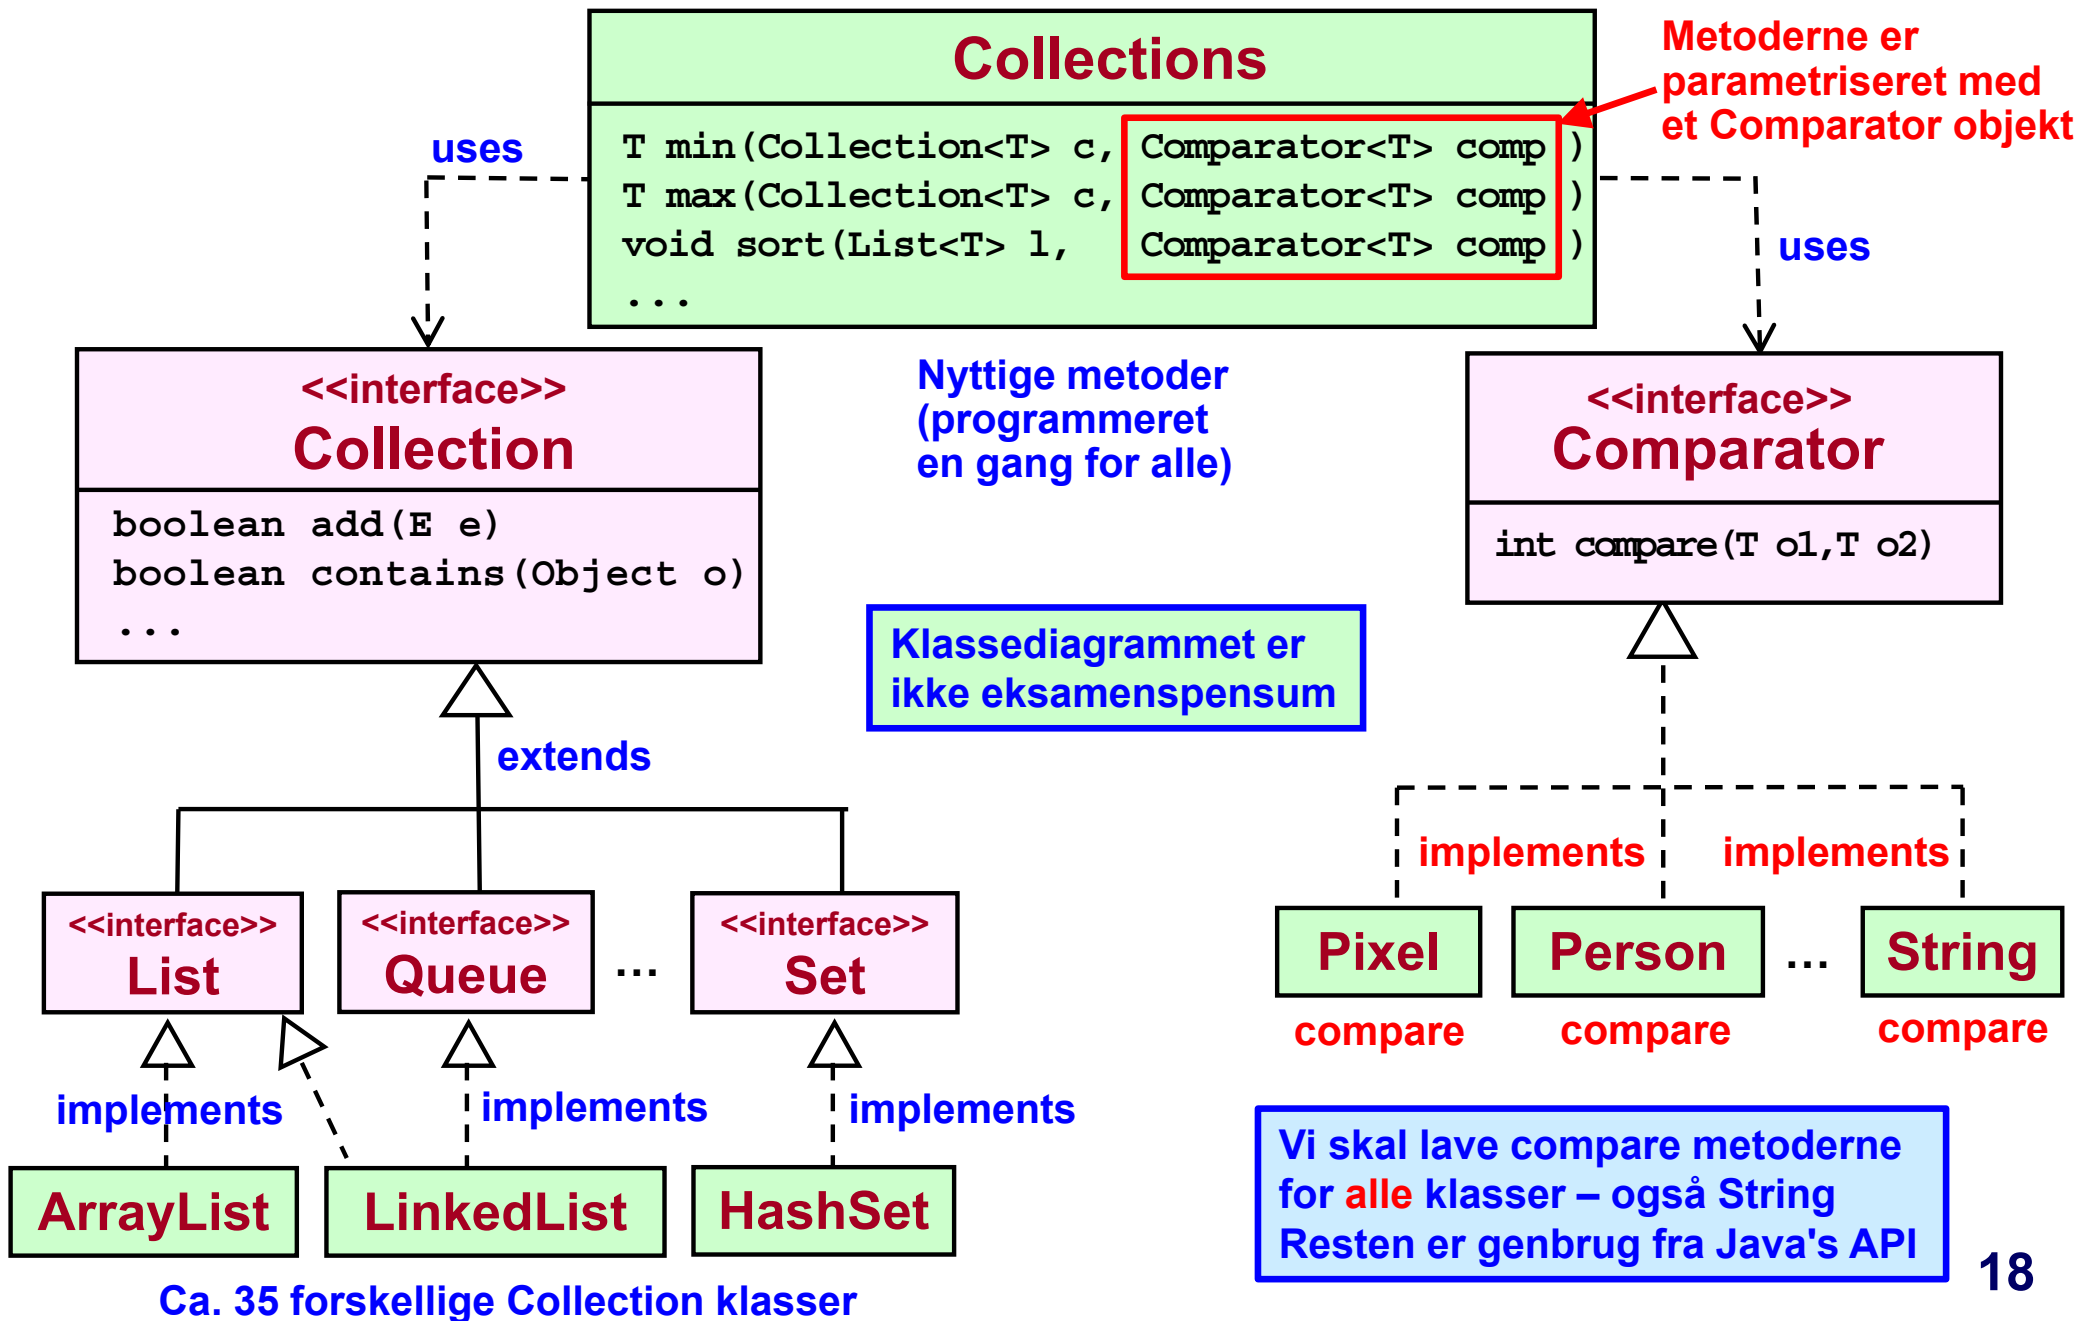 Collections
T min(Collection<T> c, Comparator<T> comp )
T max(Collection<T> c, Comparator<T> comp )
void sort(List<T> l, Comparator<T> comp )
...
Metoderne er
parametriseret med
et Comparator objekt
uses
uses
<<interface>>
Collection
boolean add(E e)
boolean contains(Object o)
...
Nyttige metoder
(programmeret
en gang for alle)
<<interface>>
Comparator
int compare(T o1,T o2)
Klassediagrammet er
ikke eksamenspensum
extends
implements
implements
<<interface>>
List
<<interface>>
Queue
...
<<interface>>
Set
Pixel
Person
...
String
compare
compare
compare
implements
implements
implements
ArrayList
LinkedList
HashSet
Vi skal lave compare metoderne
for alle klasser – også String
Resten er genbrug fra Java's API
Ca. 35 forskellige Collection klasser
18